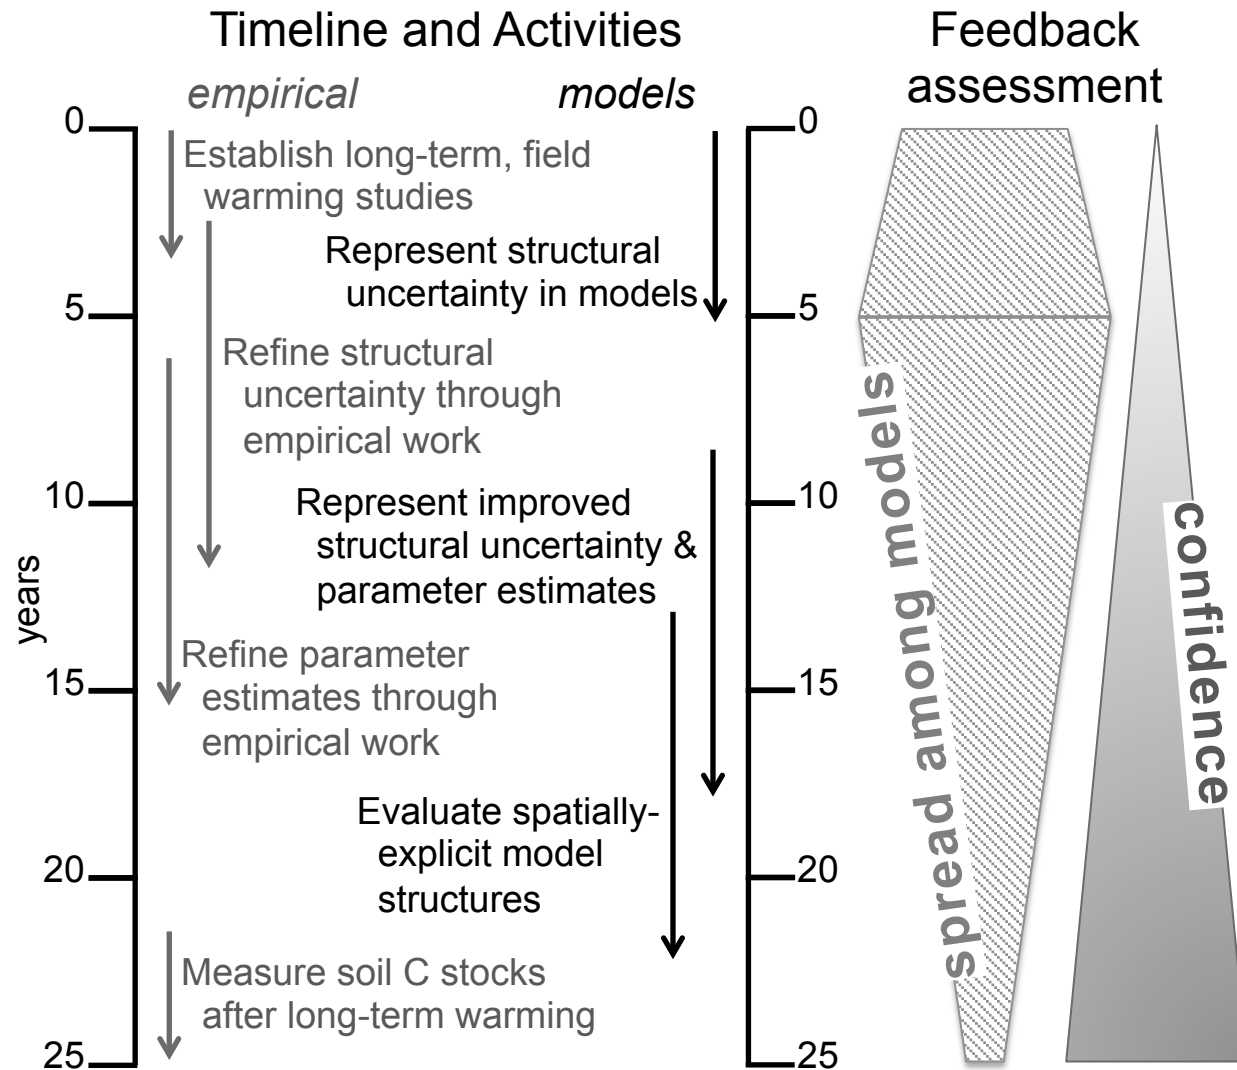 Timeline and Activities
Feedback
assessment
empirical
models
0
0
Establish long-term, field
warming studies
Represent structural
uncertainty in models
5
5
Refine structural
uncertainty through
empirical work
10
10
Represent improved
structural uncertainty &
parameter estimates
years
Refine parameter
estimates through
empirical work
15
15
Evaluate spatially-
explicit model
structures
20
20
Measure soil C stocks
after long-term warming
25
25
spread among models
confidence